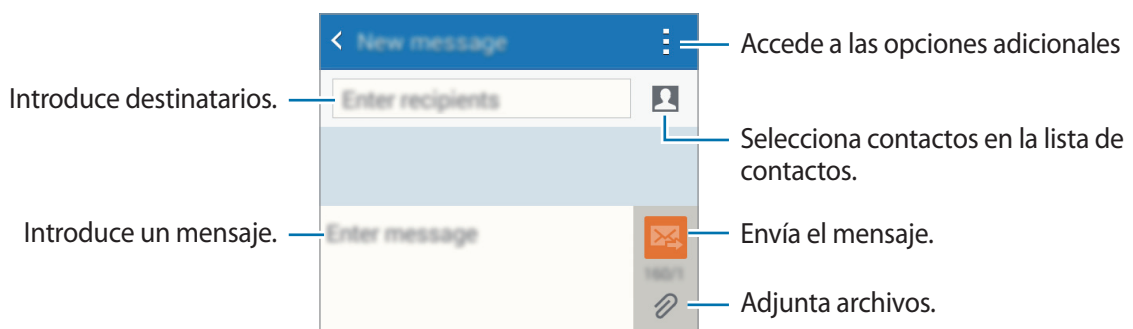 New message
Accede a las opciones adicionales
Introduce destinatarios.
Enter recipients
Selecciona contactos en la lista de
contactos.
Introduce un mensaje.
Enter message
Envía el mensaje.
160/1
Adjunta archivos.